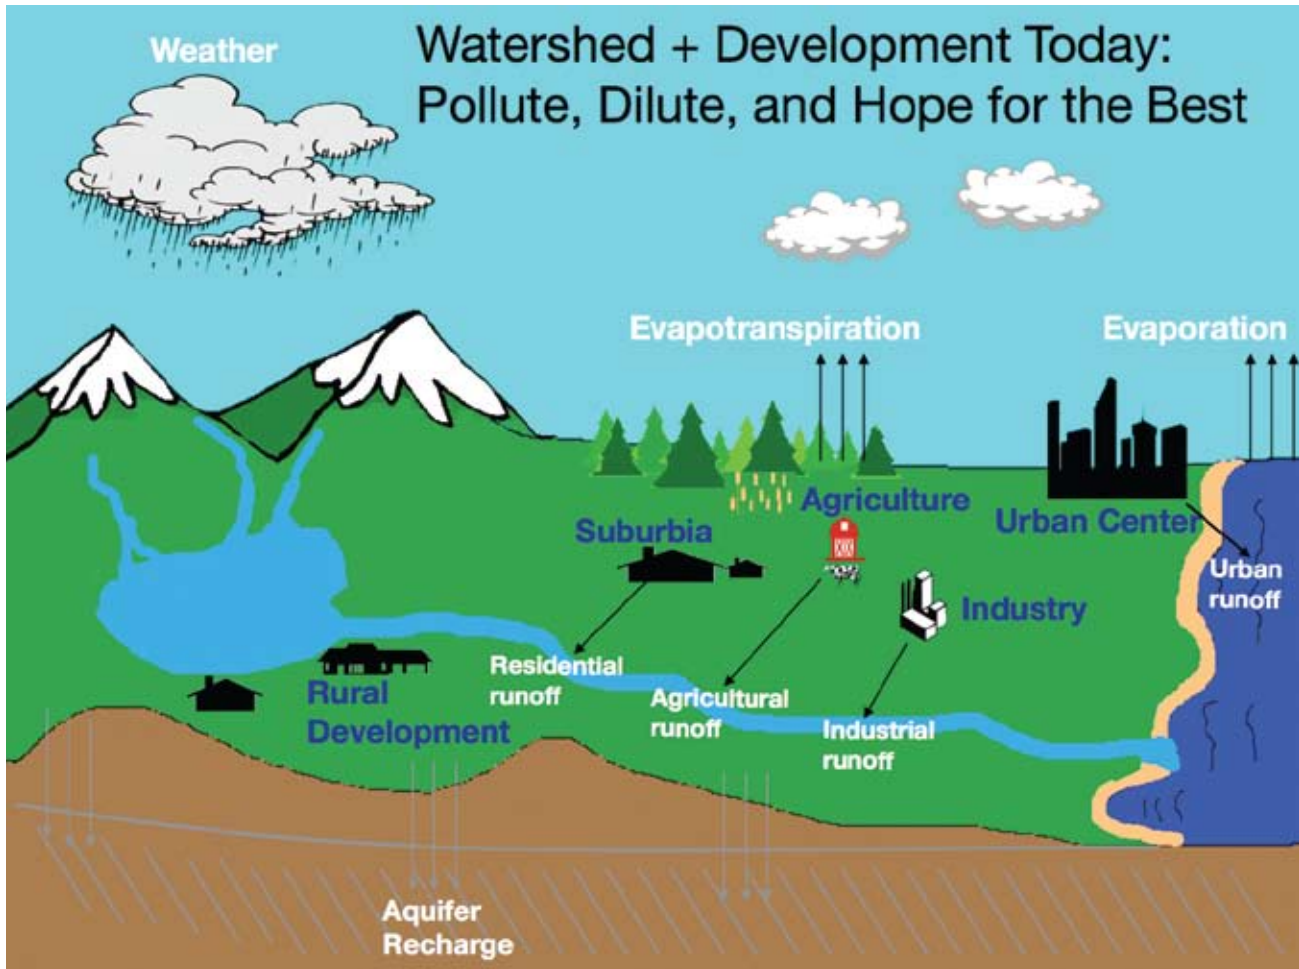 Weather
Watershed + Development Today:
Pollute, Dilute, and Hope for the Best
Evapotranspiration
Evaporation
Agriculture
Suburbia
Urban Center
Urban
runoff
Industry
Residential
runoff
Rural
Development
Agricultural
runoff
Industrial
runoff
Aquifer
Recharge